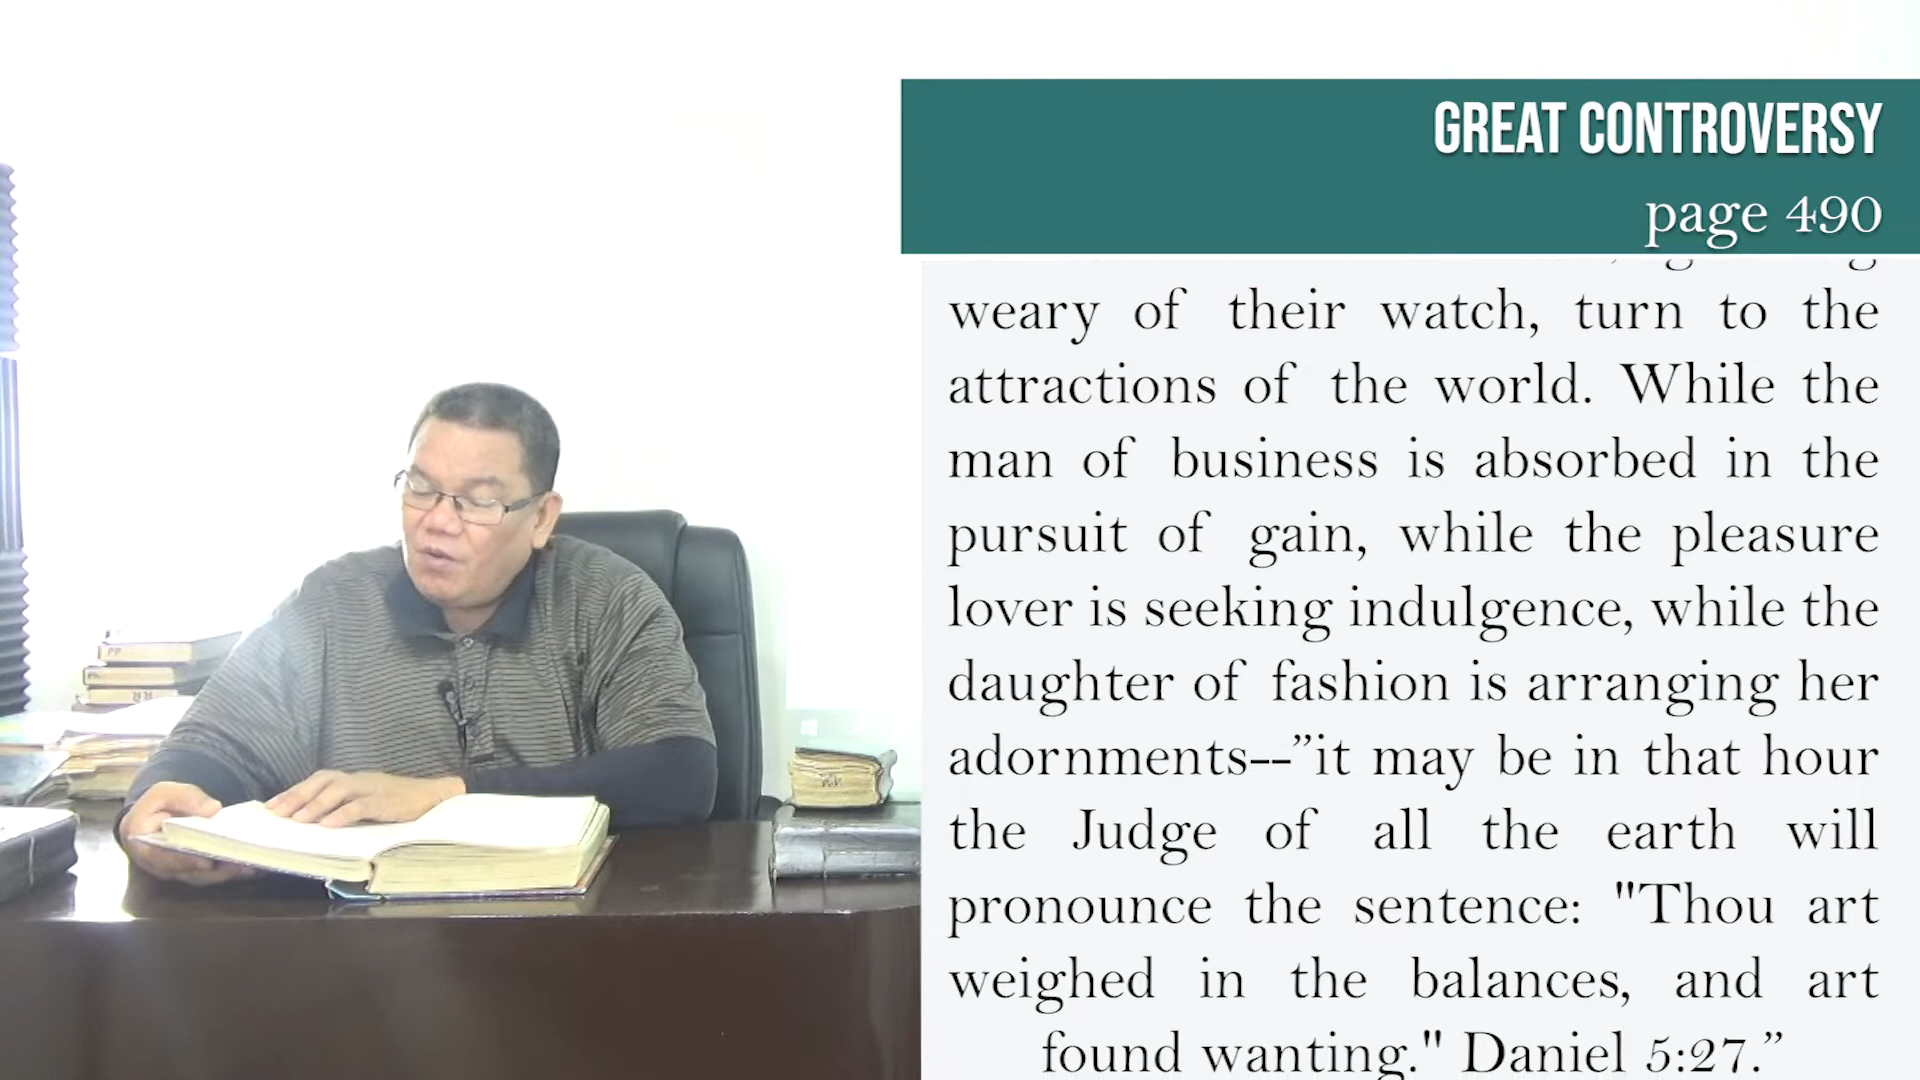 GREAT CONTROVERSY
page 490
weary of their watch, turn to the
attractions of the world. While the
man of business is absorbed in the
pursuit of gain, while the pleasure
lover is seeking indulgence, while the
daughter of fashion is arranging her
adornments--”it may be in that hour
the Judge of all the earth will
pronounce the sentence: "Thou art
weighed in the balances, and art
found wanting." Daniel 5:27.”
PP